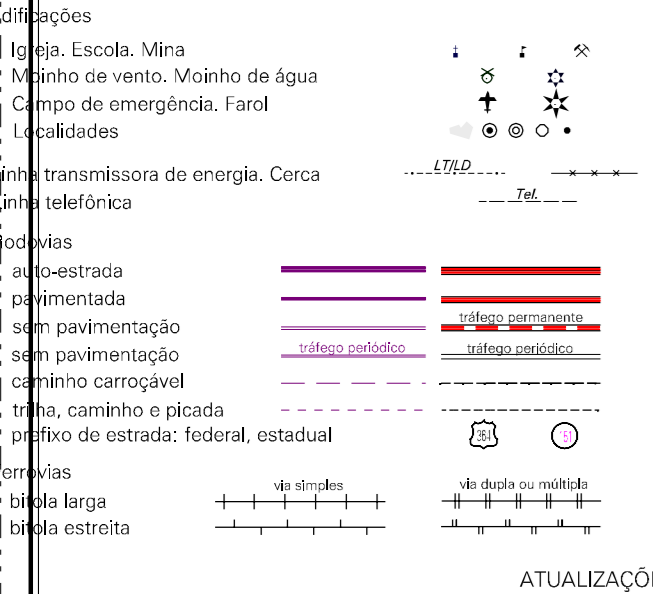 dificações
Igreja. Escola. Mina
Moinho de vento. Moinho de água
Campo de emergência. Farol
Localidades
inha transmissora de energia. Cerca LT/LD
inha telefônica Tel.
odovias
auto-estrada
pavimentada
tráfego permanente
sem pavimentação
sem pavimentação tráfego periódico tráfego periódico
caminho carroçável
trilha, caminho e picada
prefixo de estrada: federal, estadual 364 151
errovias
via simples via dupla ou múltipla
bitola larga
bitola estreita
ATUALIZAÇÕ